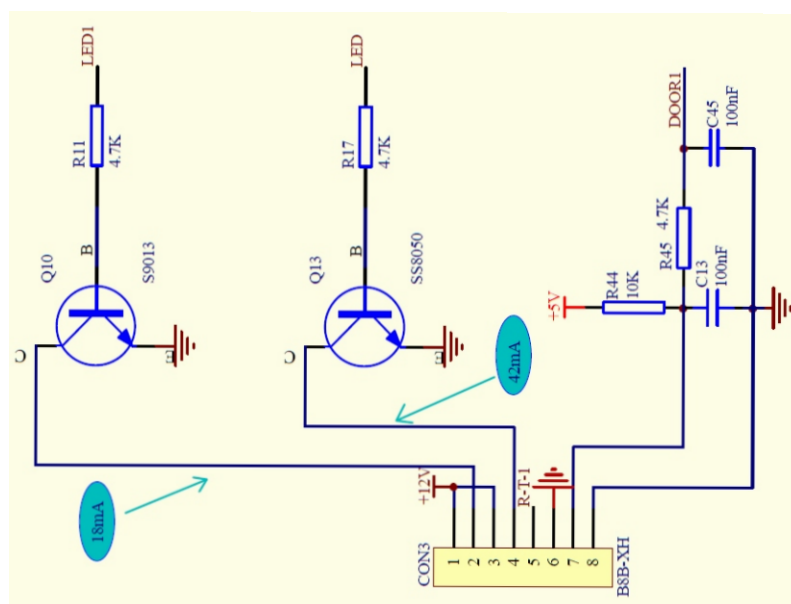 LED1
R11
4.7K
Q10
B
S9013
C
E
LED
R17
4.7K
Q13
B
SS8050
C
E
DOOR1
C45
100nF
R45
4.7K
C13
100nF
R44
10K
+5V
42mA
18mA
+12V
R-T-1
CON3
1
2
3
4
5
6
7
8
B8B-XH